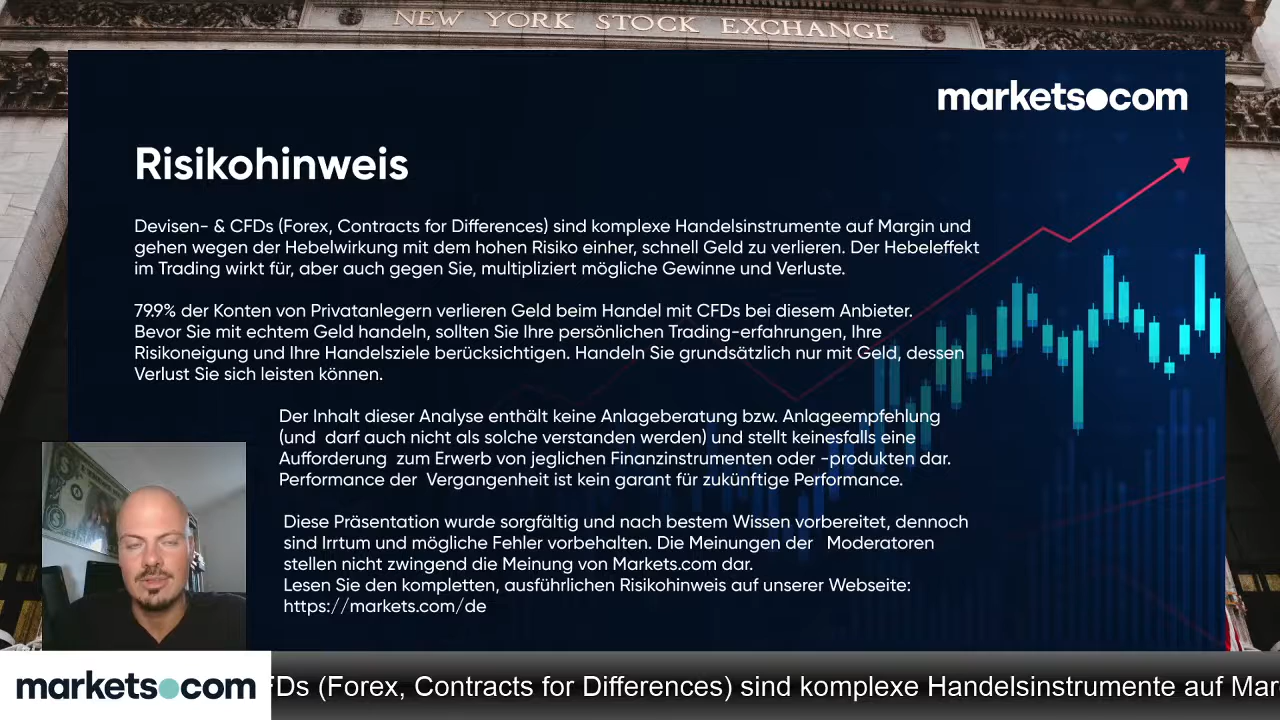 NEW YORK STOCK EXCHANGE
markets.com
Risikohinweis
Devisen- & CFDs (Forex, Contracts for Differences) sind komplexe Handelsinstrumente auf Margin und
gehen wegen der Hebelwirkung mit dem hohen Risiko einher, schnell Geld zu verlieren. Der Hebeleffekt
im Trading wirkt für, aber auch gegen Sie, multipliziert mögliche Gewinne und Verluste.
79.9% der Konten von Privatanlegern verlieren Geld beim Handel mit CFDs bei diesem Anbieter.
Bevor Sie mit echtem Geld handeln, sollten Sie Ihre persönlichen Trading-erfahrungen, Ihre
Risikoneigung und Ihre Handelsziele berücksichtigen. Handeln Sie grundsätzlich nur mit Geld, dessen
Verlust Sie sich leisten können.
Der Inhalt dieser Analyse enthält keine Anlageberatung bzw. Anlageempfehlung
(und darf auch nicht als solche verstanden werden) und stellt keinesfalls eine
Aufforderung zum Erwerb von jeglichen Finanzinstrumenten oder -produkten dar.
Performance der Vergangenheit ist kein garant für zukünftige Performance.
Diese Präsentation wurde sorgfältig und nach bestem Wissen vorbereitet, dennoch
sind Irrtum und mögliche Fehler vorbehalten. Die Meinungen der Moderatoren
stellen nicht zwingend die Meinung von Markets.com dar.
Lesen Sie den kompletten, ausführlichen Risikohinweis auf unserer Webseite:
https://markets.com/de
markets.com
FDs (Forex, Contracts for Differences) sind komplexe Handelsinstrumente auf Mar